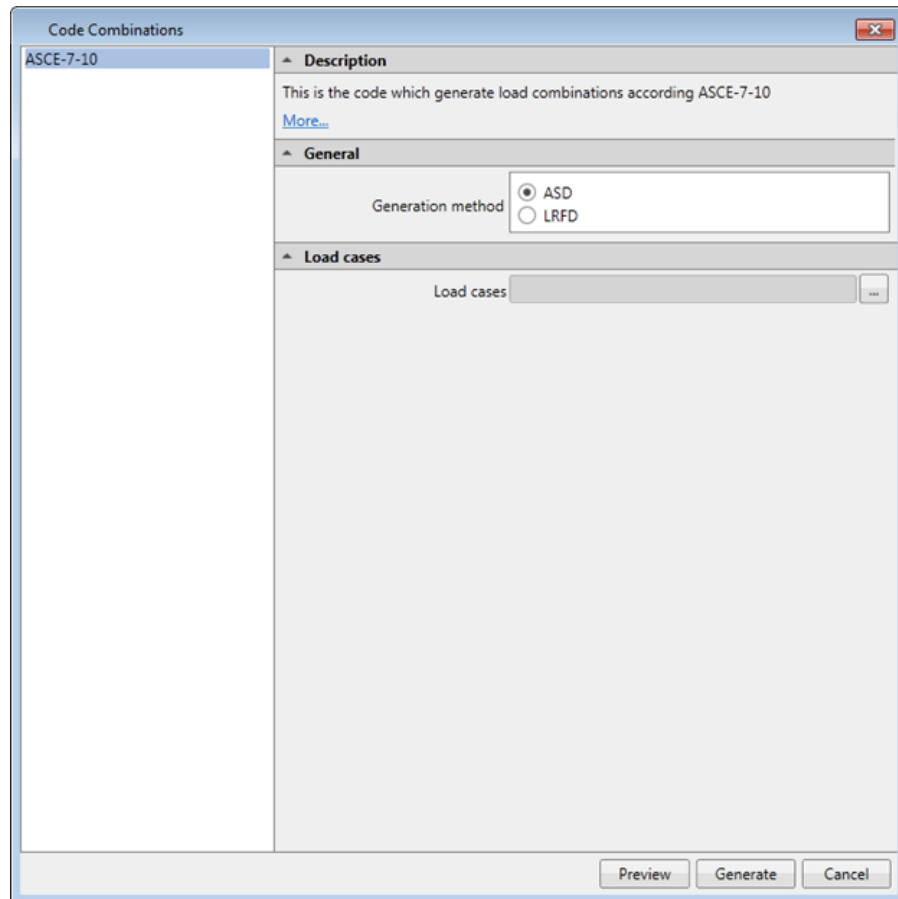 Code Combinations
ASCE-7-10
Description
This is the code which generate load combinations according ASCE-7-10
More...
General
Generation method
ASD
LRFD
Load cases
Load cases
...
Preview
Generate
Cancel